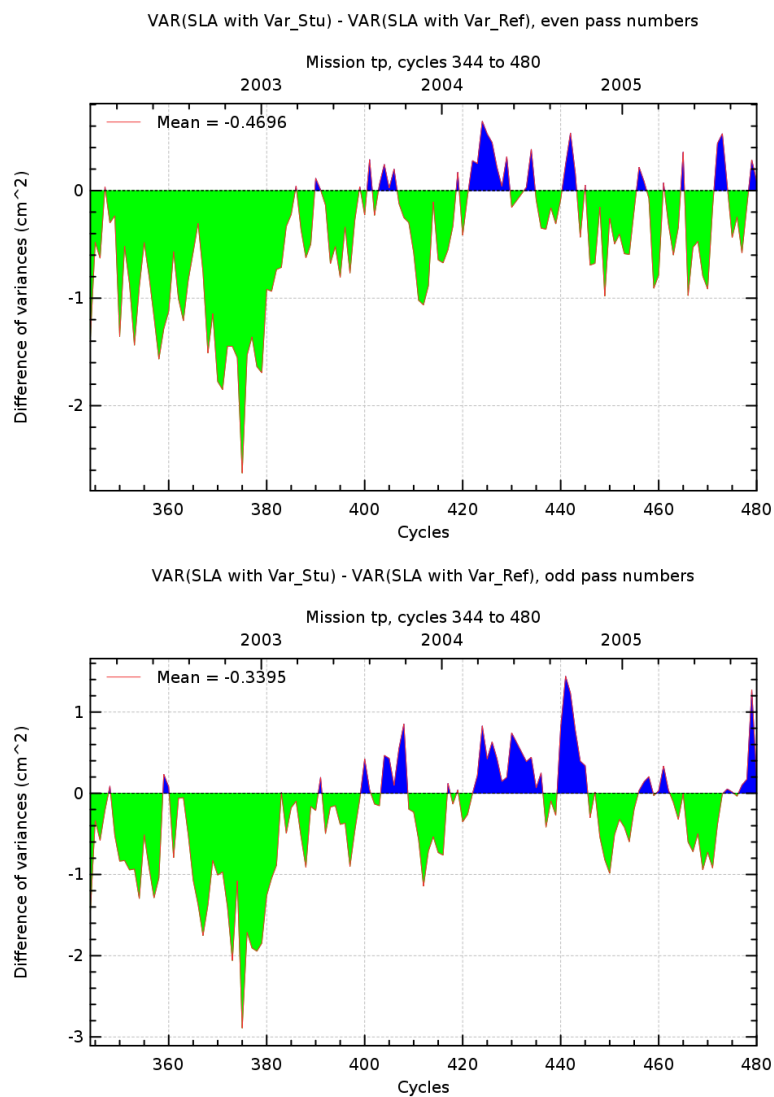 VAR(SLA with Var_Stu) - VAR(SLA with Var_Ref), even pass numbers
Mission tp, cycles 344 to 480
2003 2004 2005
Mean = -0.4696
Difference of variances (cm^2)
0
-1
-2
360 380 400 420 440 460 480
Cycles
VAR(SLA with Var_Stu) - VAR(SLA with Var_Ref), odd pass numbers
Mission tp, cycles 344 to 480
2003 2004 2005
Mean = -0.3395
Difference of variances (cm^2)
1
0
-1
-2
-3
360 380 400 420 440 460 480
Cycles